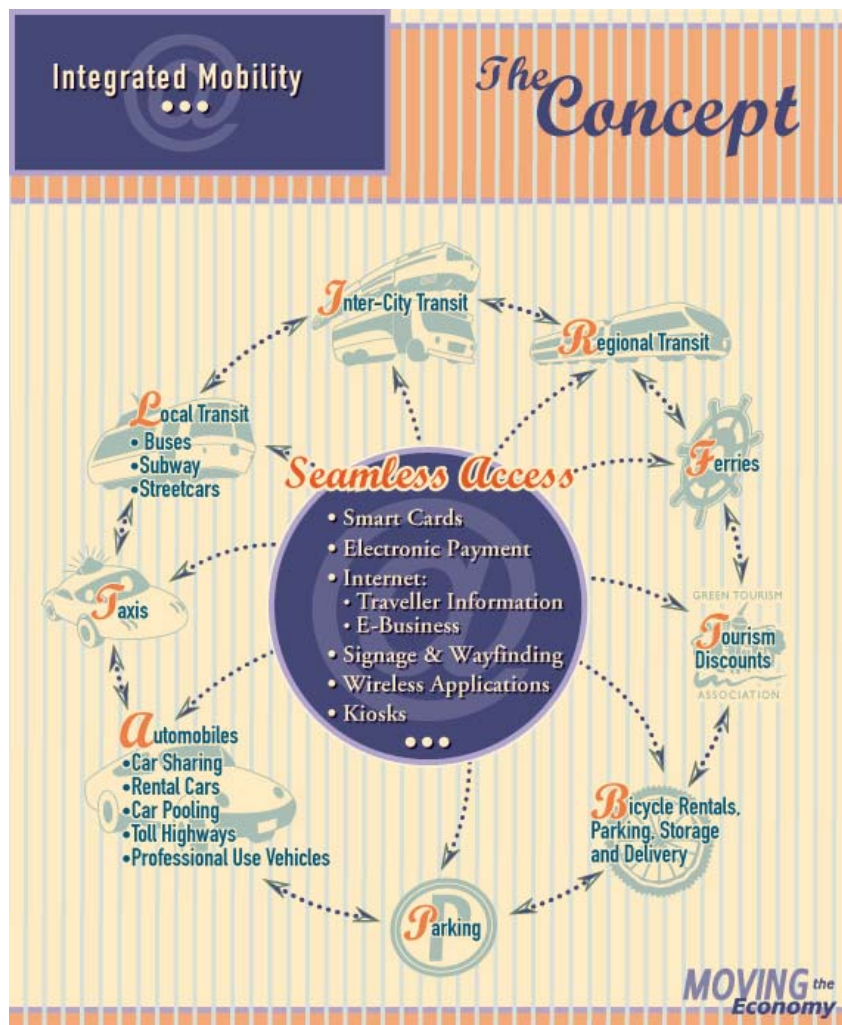 Integrated Mobility
•••
The
Concept
Inter-City Transit
Regional Transit
Local Transit
• Buses
• Subway
• Streetcars
Ferries
Seamless Access
• Smart Cards
• Electronic Payment
• Internet:
• Traveller Information
• E-Business
• Signage & Wayfinding
• Wireless Applications
• Kiosks
•••
Taxis
GREEN TOURISM
Tourism
Discounts
ASSOCIATION
Automobiles
•Car Sharing
•Rental Cars
•Car Pooling
•Toll Highways
•Professional Use Vehicles
Bicycle Rentals,
Parking, Storage
and Delivery
Parking
MOVING the
Economy